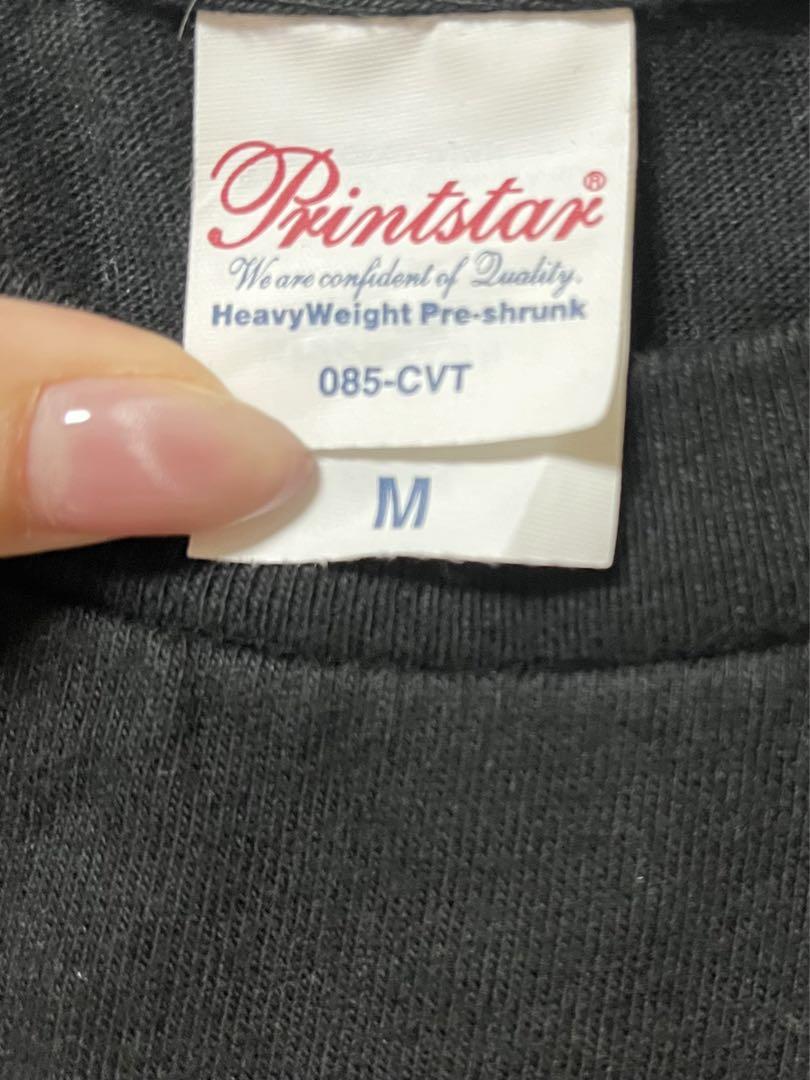 Printstar®
We are confident of Quality.
HeavyWeight Pre-shrunk
085-CVT
M